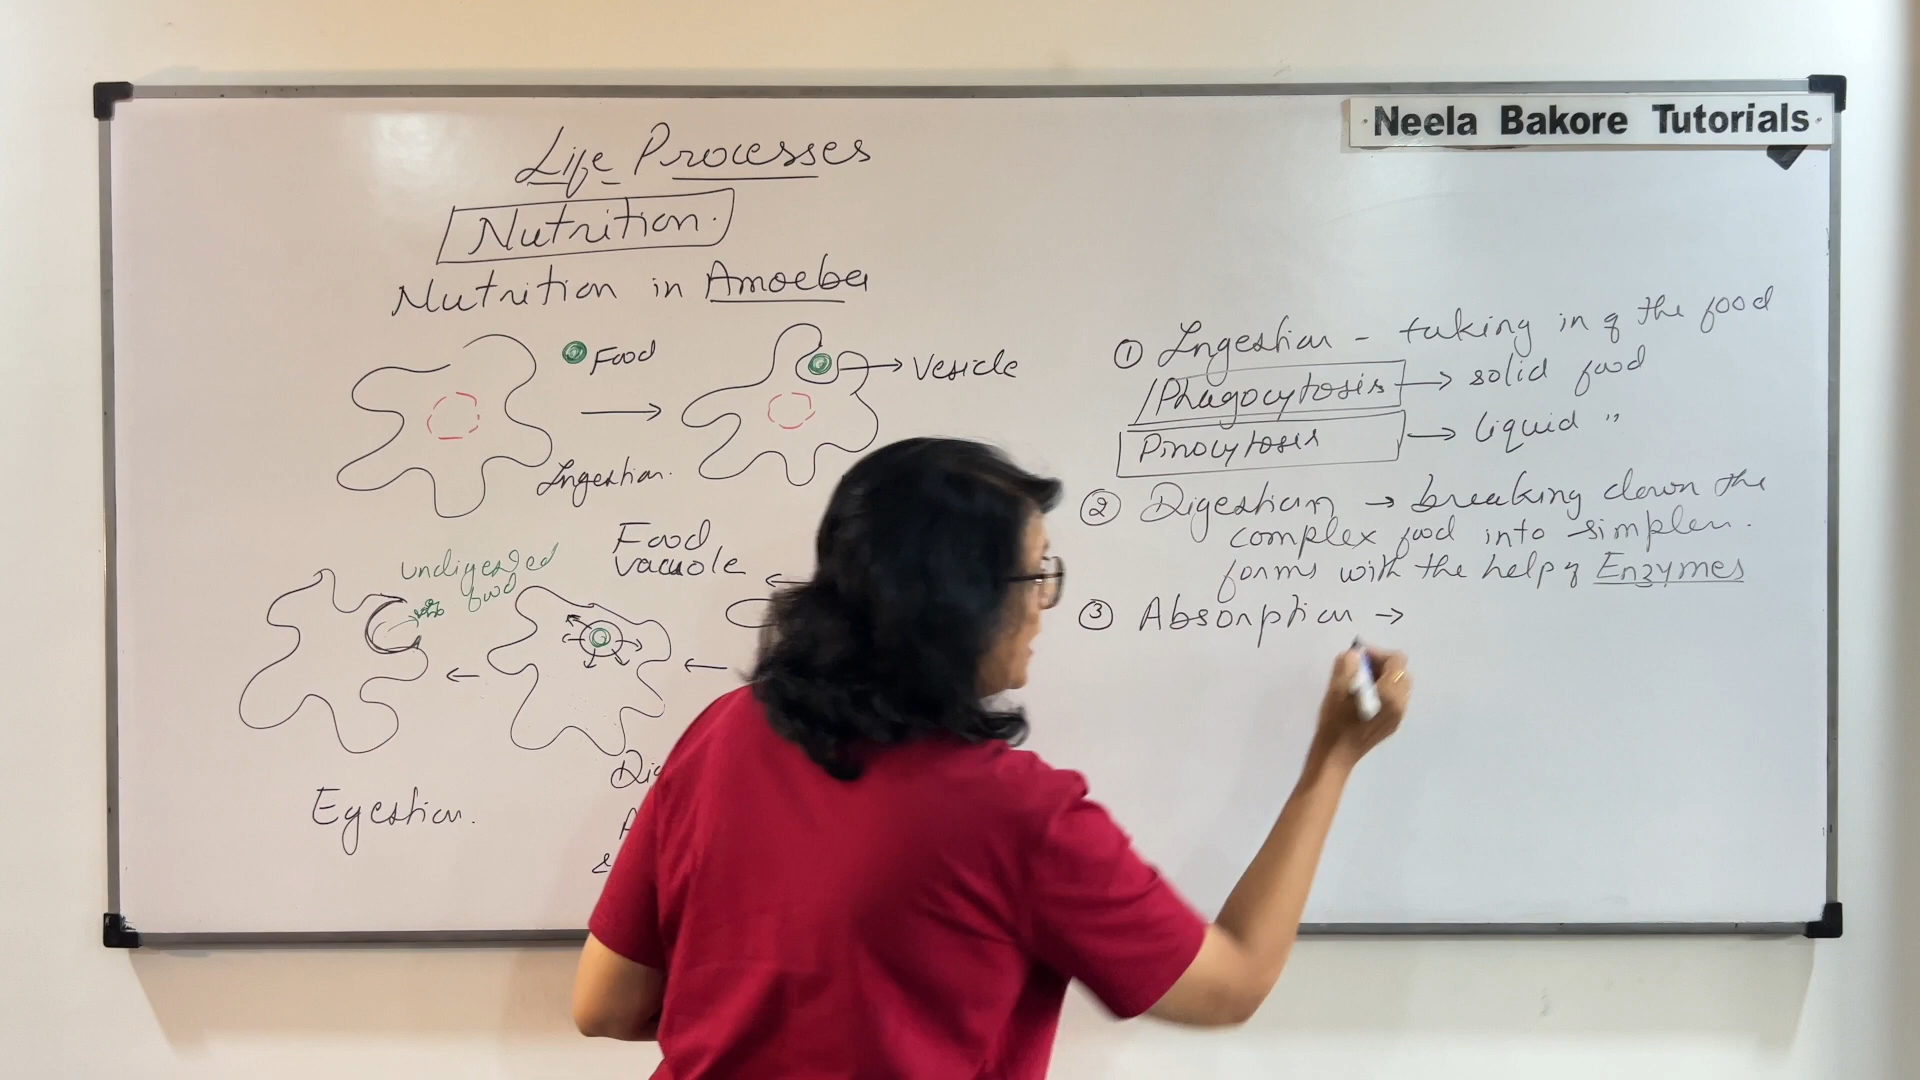 Neela Bakore Tutorials
Life Processes
Nutrition.
Nutrition in Amoeba
Food
Vesicle
Ingestion.
Food
vacuole
undigested
food
Egestion.
① Ingestion - taking in of the food
Phagocytosis → solid food
Pinocytosis → liquid "
② Digestion → breaking down the
complex food into simpler.
forms with the help of Enzymes
③ Absorption →